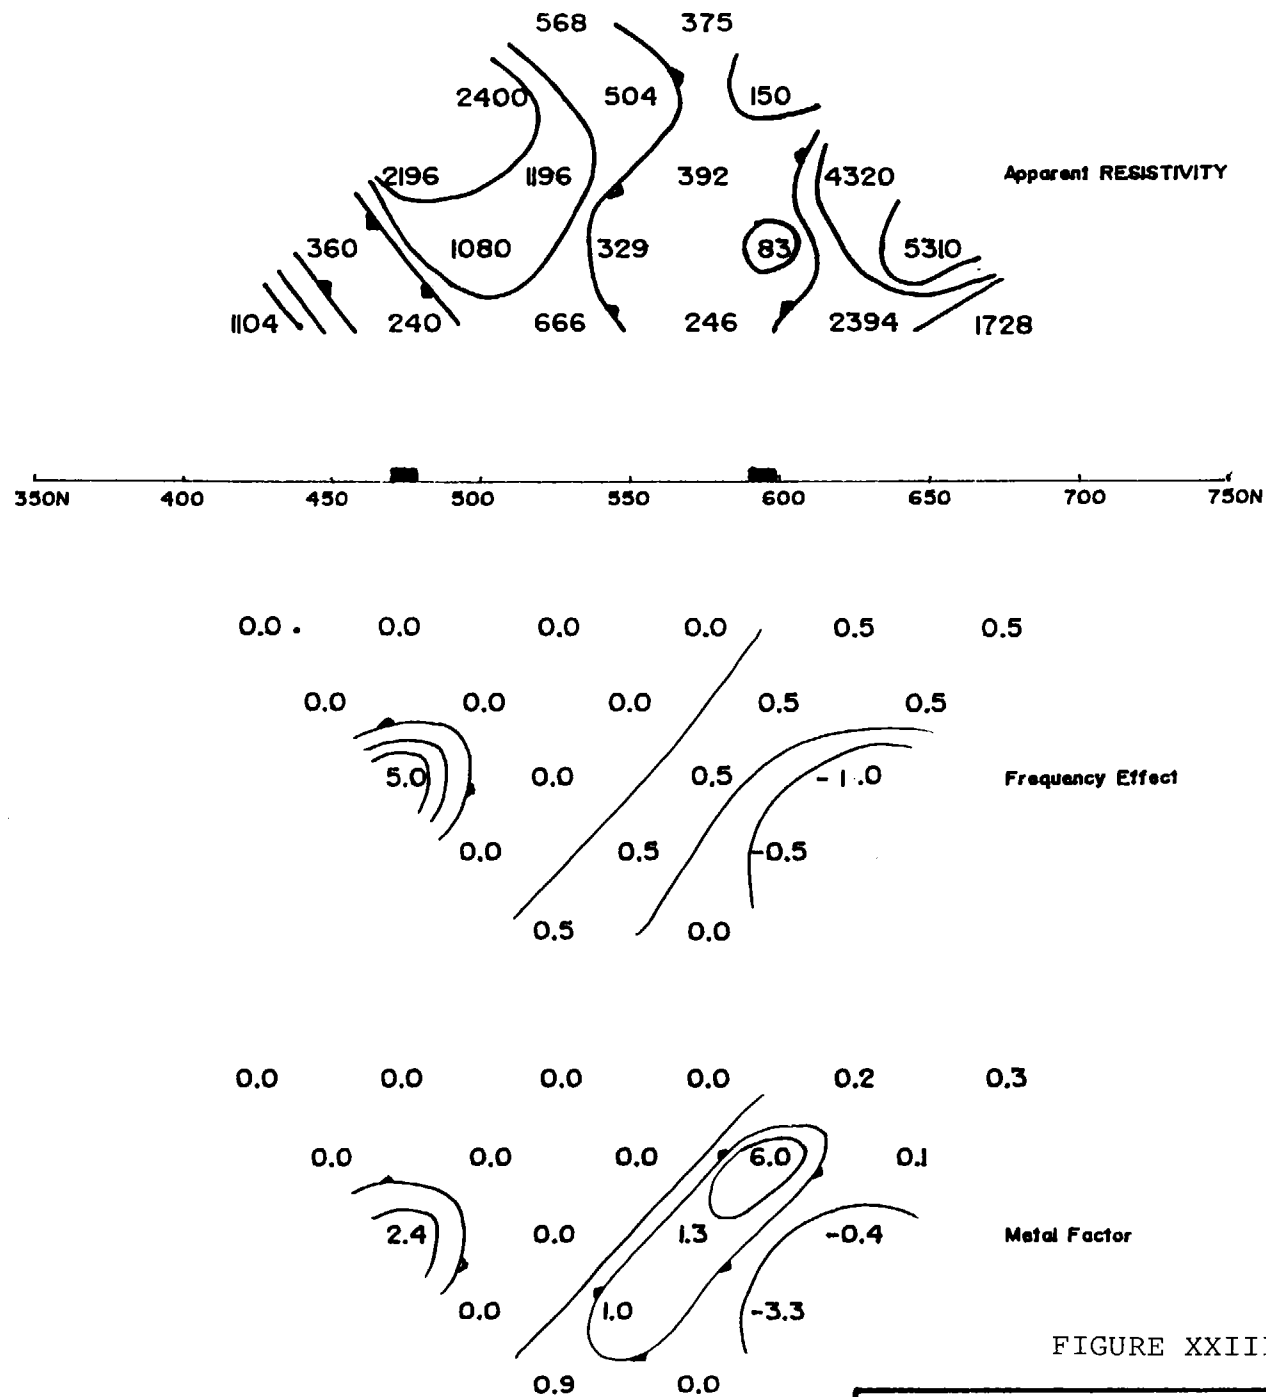 568 375
2400 504 150
2196 1196 392 4320 Apparent RESISTIVITY
360 1080 329 83 5310
1104 240 666 246 2394 1728
350N 400 450 500 550 600 650 700 750N
0.0 . 0.0 0.0 0.0 0.5 0.5
0.0 0.0 0.0 0.5 0.5
5.0 0.0 0.5 -1.0 Frequency Effect
0.0 0.5 -0.5
0.5 0.0
0.0 0.0 0.0 0.0 0.2 0.3
0.0 0.0 0.0 6.0 0.1
2.4 0.0 1.3 -0.4 Metal Factor
0.0 1.0 -3.3
FIGURE XXIII
0.9 0.0